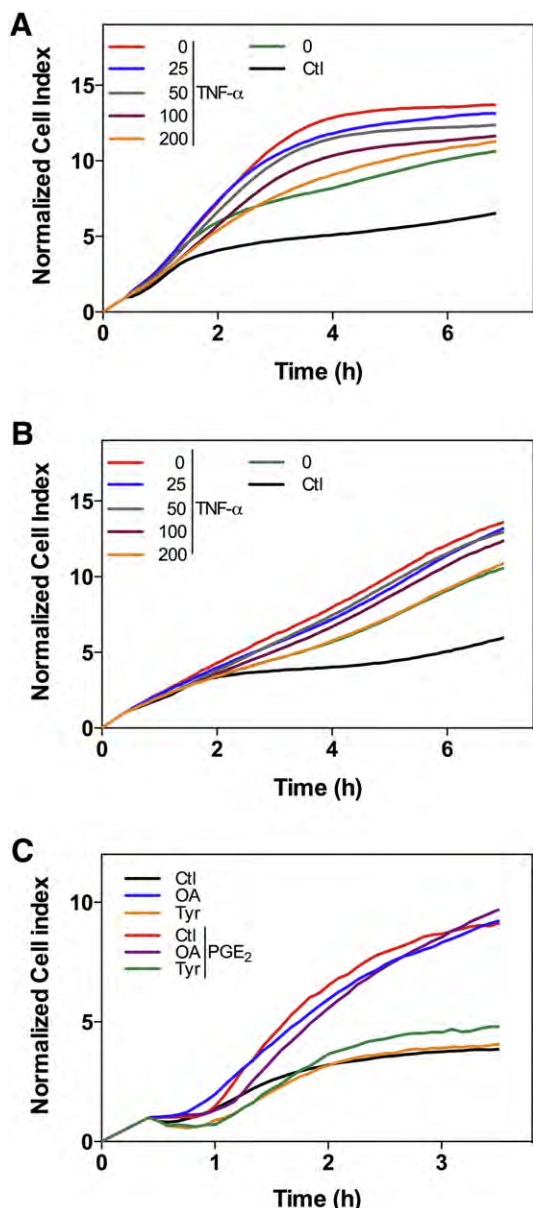 A
0 0
25 Ctl
50 TNF-α
100
200
15
10
5
0
Normalized Cell Index
0 2 4 6
Time (h)
B
0 0
25 Ctl
50 TNF-α
100
200
15
10
5
0
Normalized Cell Index
0 2 4 6
Time (h)
C
Ctl
OA
Tyr
Ctl
OA PGE2
Tyr
10
5
0
Normalized Cell index
0 1 2 3
Time (h)